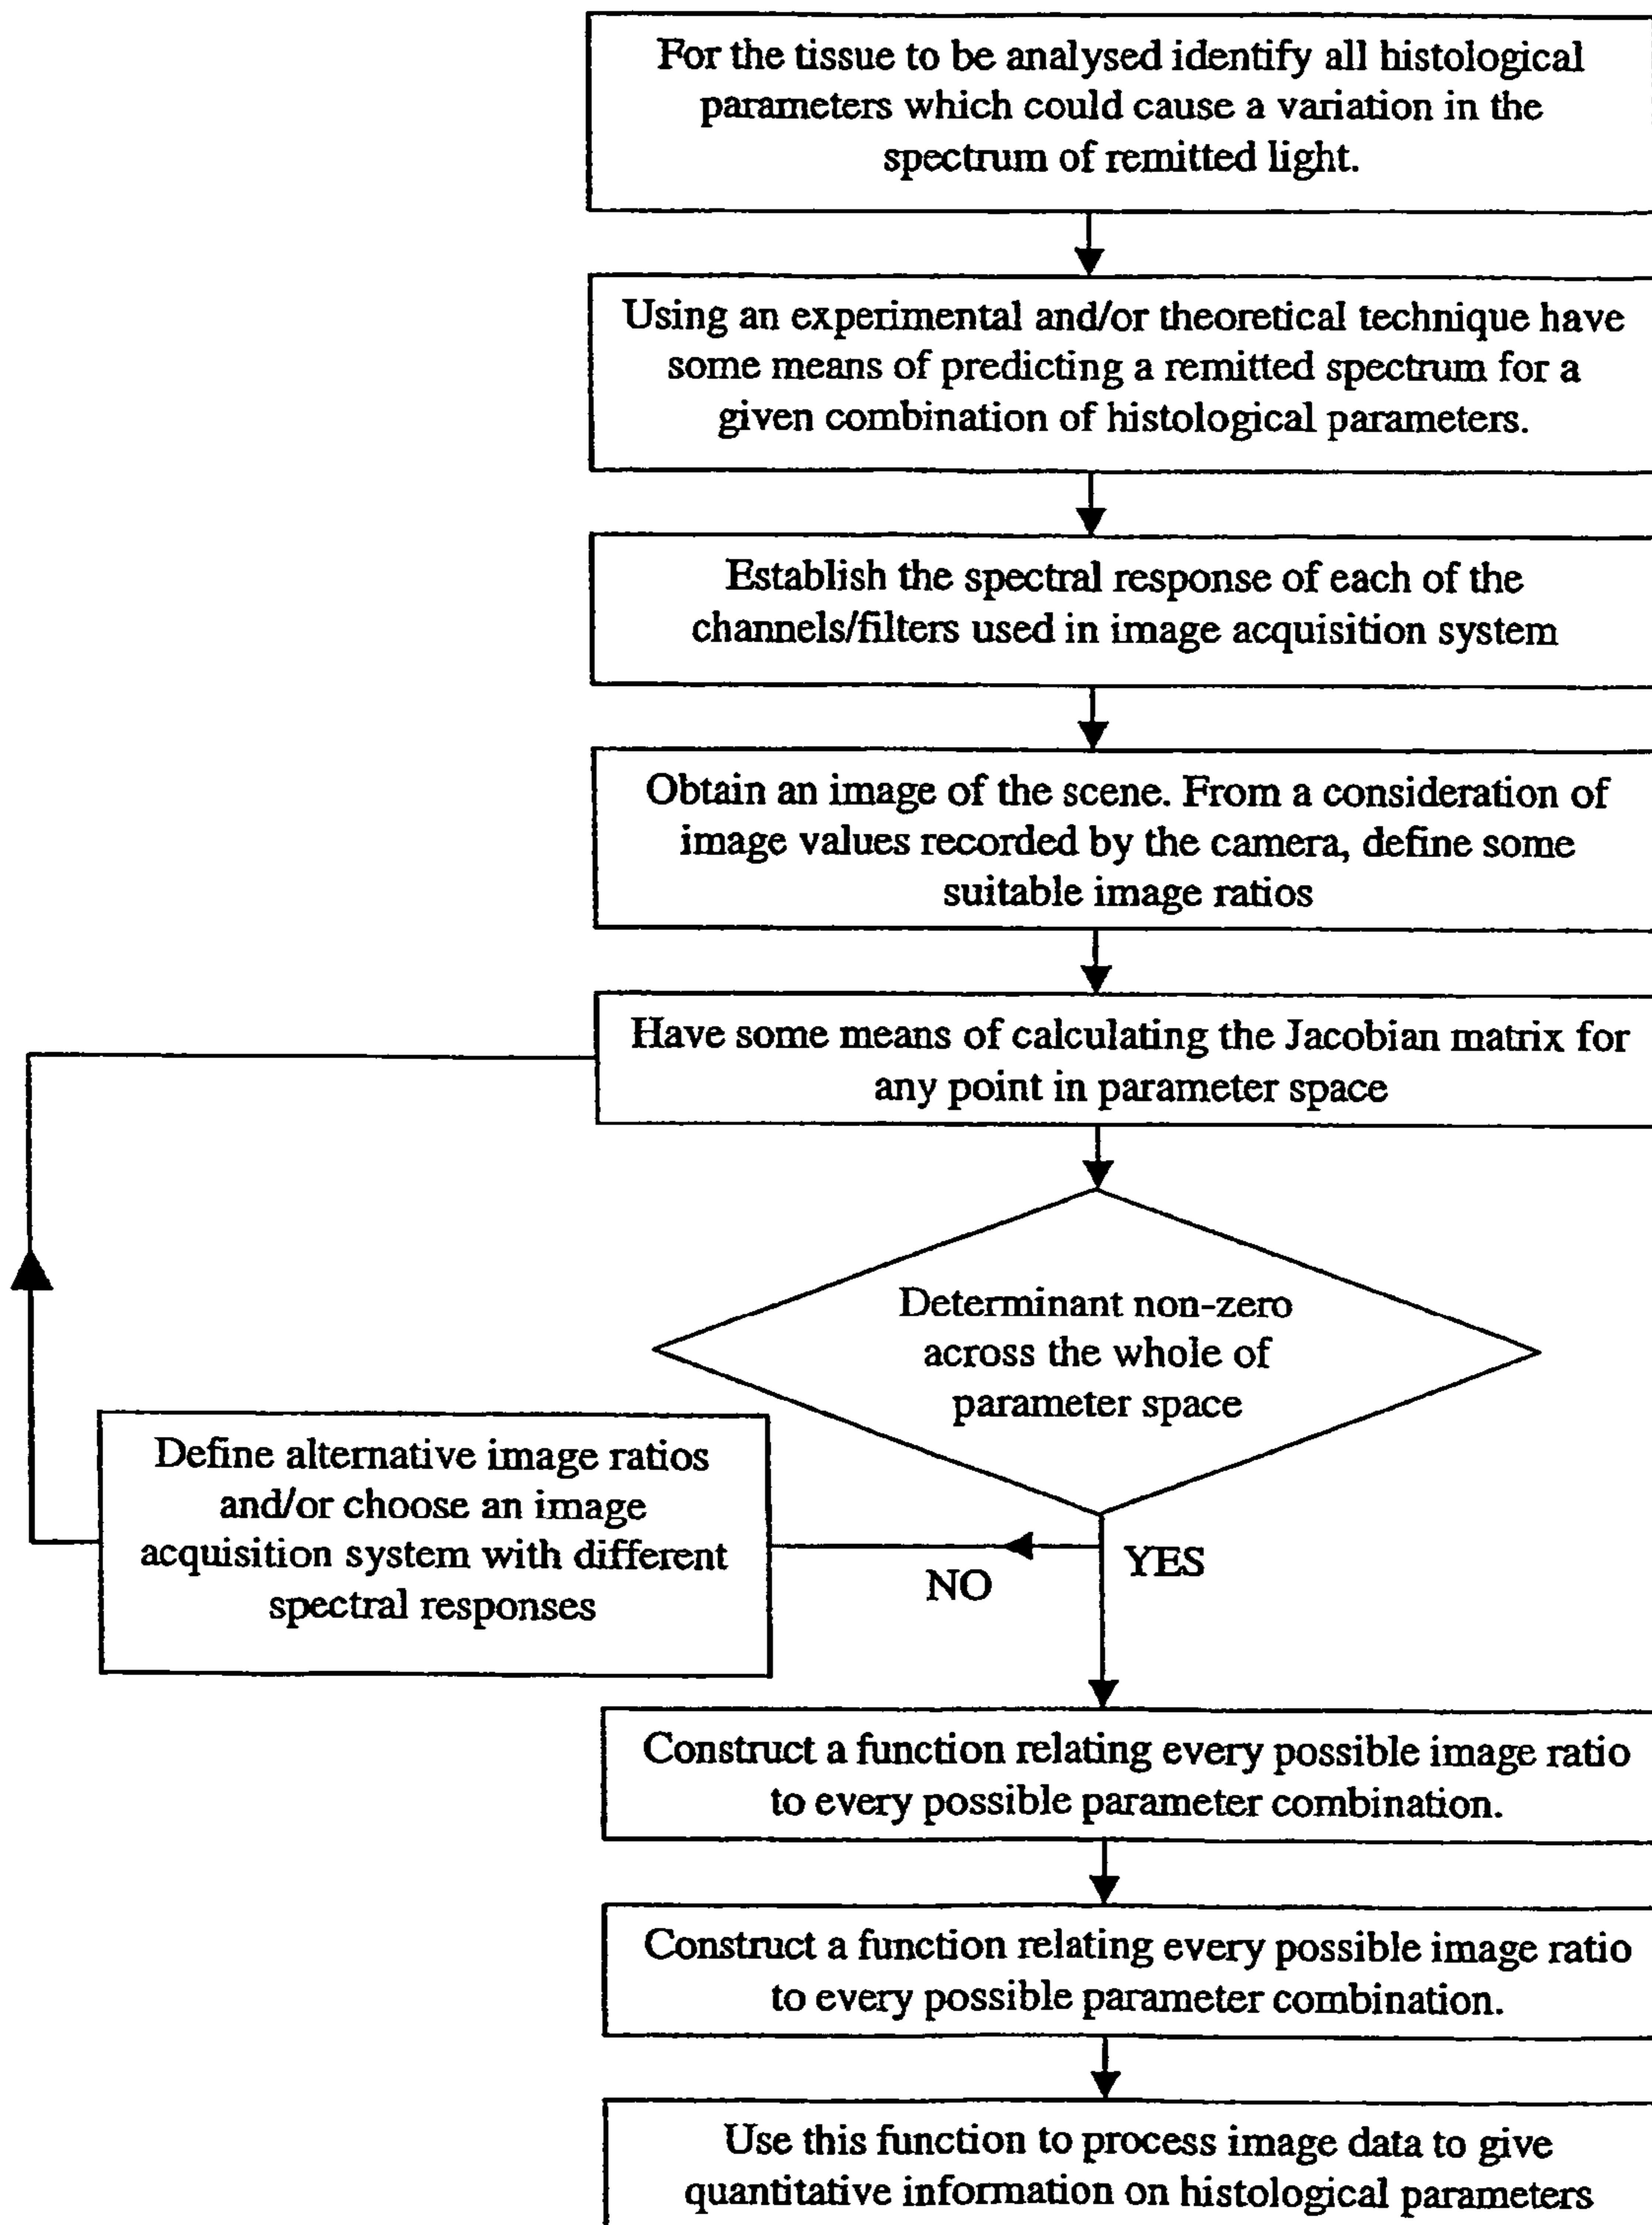 For the tissue to be analysed identify all histological
parameters which could cause a variation in the
spectrum of remitted light.
Using an experimental and/or theoretical technique have
some means of predicting a remitted spectrum for a
given combination of histological parameters.
Establish the spectral response of each of the
channels/filters used in image acquisition system
Obtain an image of the scene. From a consideration of
image values recorded by the camera, define some
suitable image ratios
Have some means of calculating the Jacobian matrix for
any point in parameter space
Determinant non-zero
across the whole of
parameter space
Define alternative image ratios
and/or choose an image
acquisition system with different
spectral responses
NO
YES
Construct a function relating every possible image ratio
to every possible parameter combination.
Construct a function relating every possible image ratio
to every possible parameter combination.
Use this function to process image data to give
quantitative information on histological parameters